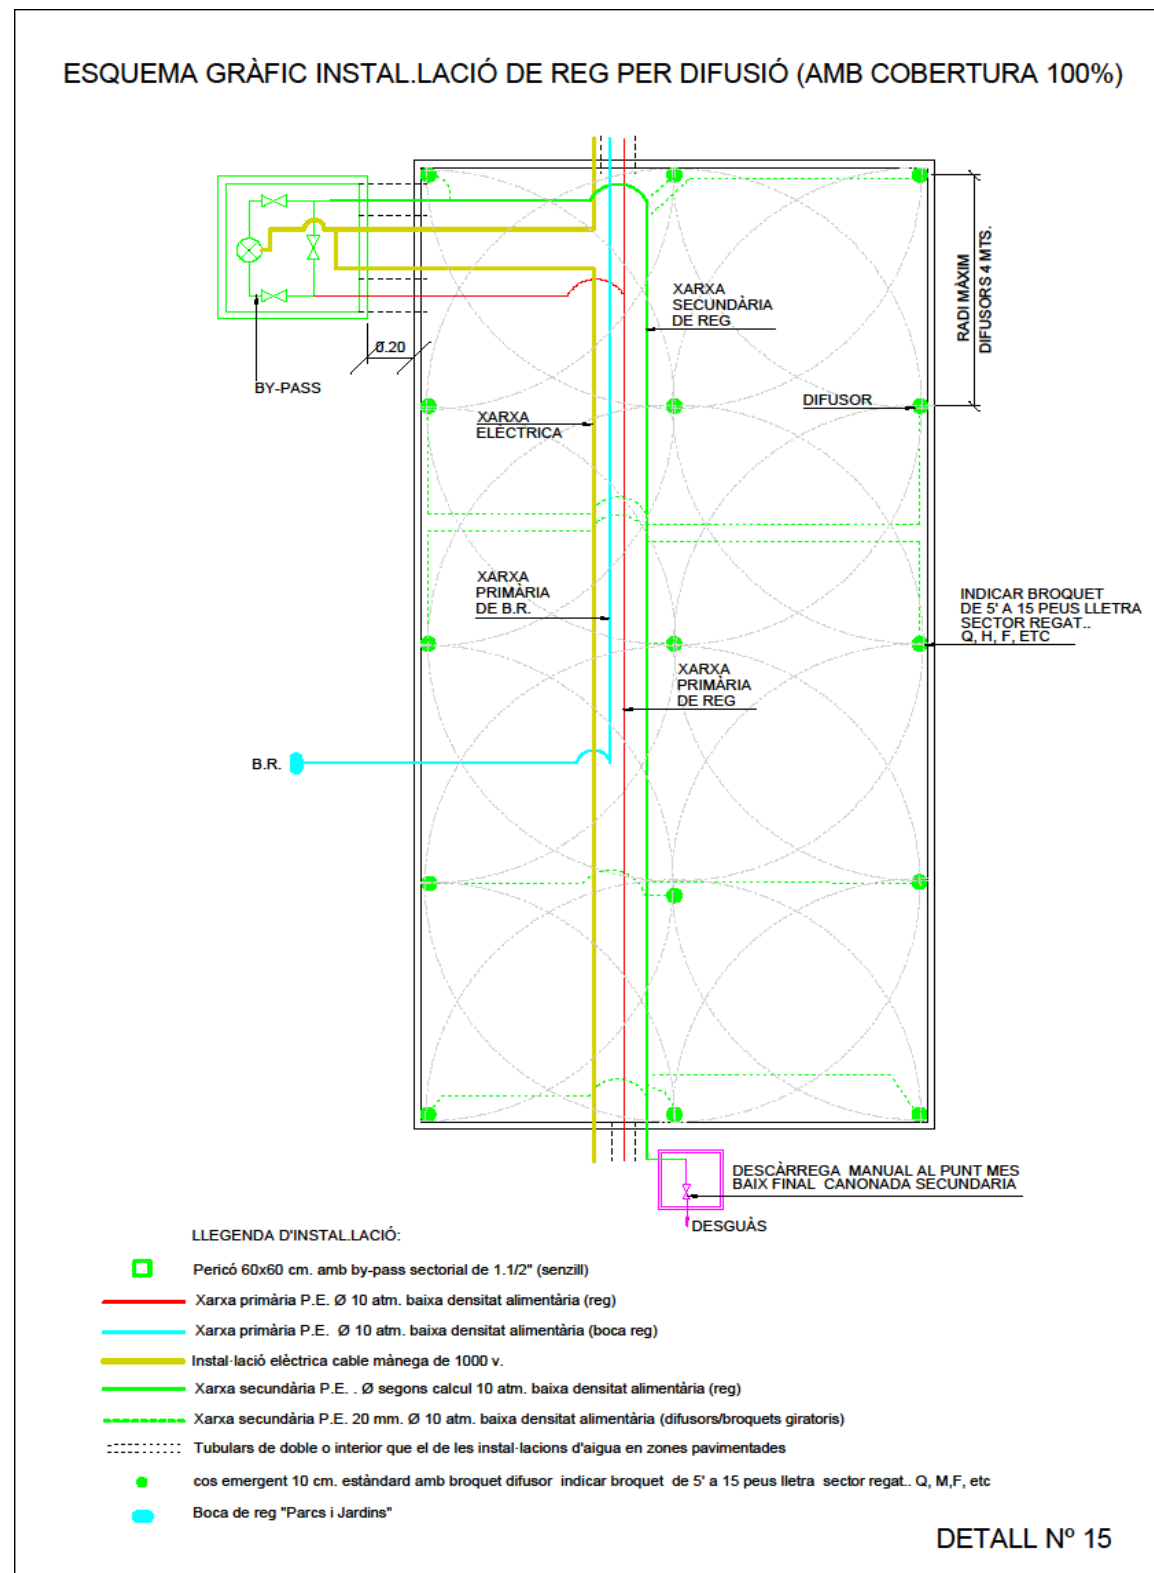 ESQUEMA GRÀFIC INSTAL.LACIÓ DE REG PER DIFUSIÓ (AMB COBERTURA 100%)
RADI MÀXIM
DIFUSORS 4 MTS.
XARXA
SECUNDÀRIA
DE REG
0.20
BY-PASS
DIFUSOR
XARXA
ELÈCTRICA
XARXA
PRIMÀRIA
DE B.R.
INDICAR BROQUET
DE 5' A 15 PEUS LLETRA
SECTOR REGAT..
Q, H, F, ETC
XARXA
PRIMÀRIA
DE REG
B.R.
DESCÀRREGA MANUAL AL PUNT MES
BAIX FINAL CANONADA SECUNDARIA
DESGUÀS
LLEGENDA D'INSTAL.LACIÓ:
Pericó 60x60 cm. amb by-pass sectorial de 1.1/2" (senzill)
Xarxa primària P.E. Ø 10 atm. baixa densitat alimentària (reg)
Xarxa primària P.E. Ø 10 atm. baixa densitat alimentària (boca reg)
Instal·lació elèctrica cable mànega de 1000 v.
Xarxa secundària P.E. . Ø segons calcul 10 atm. baixa densitat alimentària (reg)
Xarxa secundària P.E. 20 mm. Ø 10 atm. baixa densitat alimentària (difusors/broquets giratoris)
Tubulars de doble o interior que el de les instal·lacions d'aigua en zones pavimentades
cos emergent 10 cm. estàndard amb broquet difusor indicar broquet de 5' a 15 peus lletra sector regat.. Q, M,F, etc
Boca de reg "Parcs i Jardins"
DETALL Nº 15